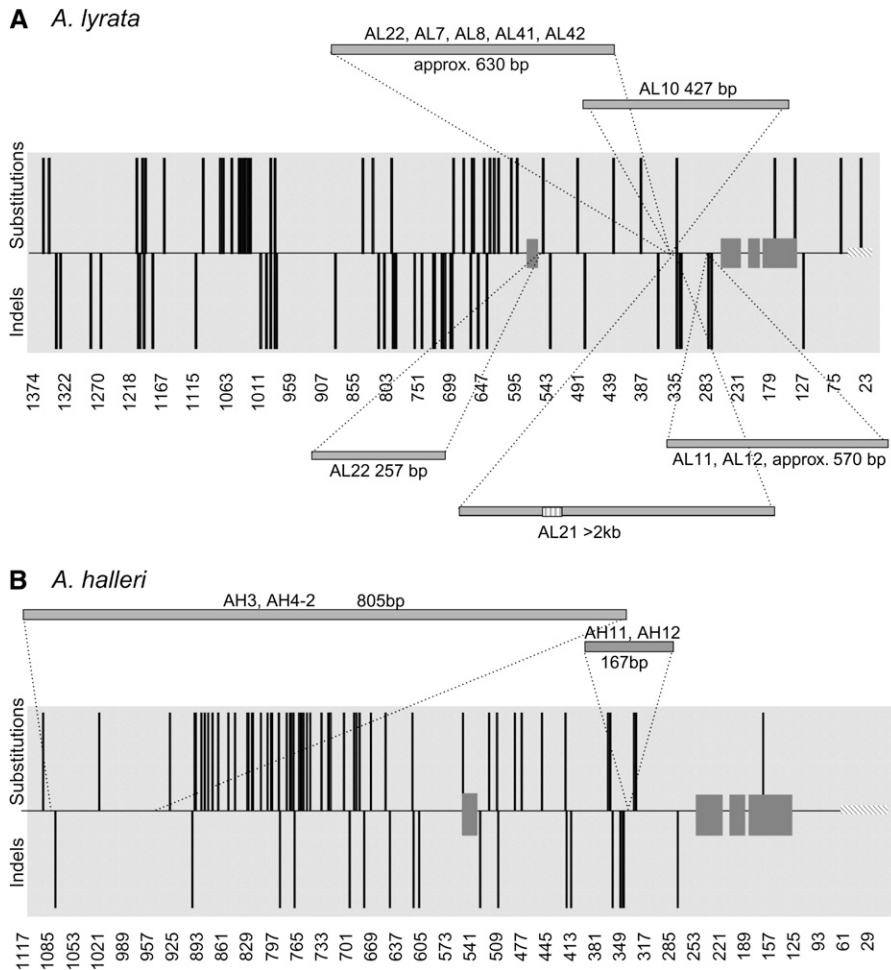 A A. lyrata
AL22, AL7, AL8, AL41, AL42
approx. 630 bp
AL10 427 bp
Substitutions
Indels
1374 1322 1270 1218 1167 1115 1063 1011 959 907 855 803 751 699 647 595 543 491 439 387 335 283 231 179 127 75 23
AL22 257 bp
AL11, AL12, approx. 570 bp
AL21 >2kb
B A. halleri
AH3, AH4-2 805bp
AH11, AH12
167bp
Substitutions
Indels
1117 1085 1053 1021 989 957 925 893 861 829 797 765 733 701 669 637 605 573 541 509 477 445 413 381 349 317 285 253 221 189 157 125 93 61 29